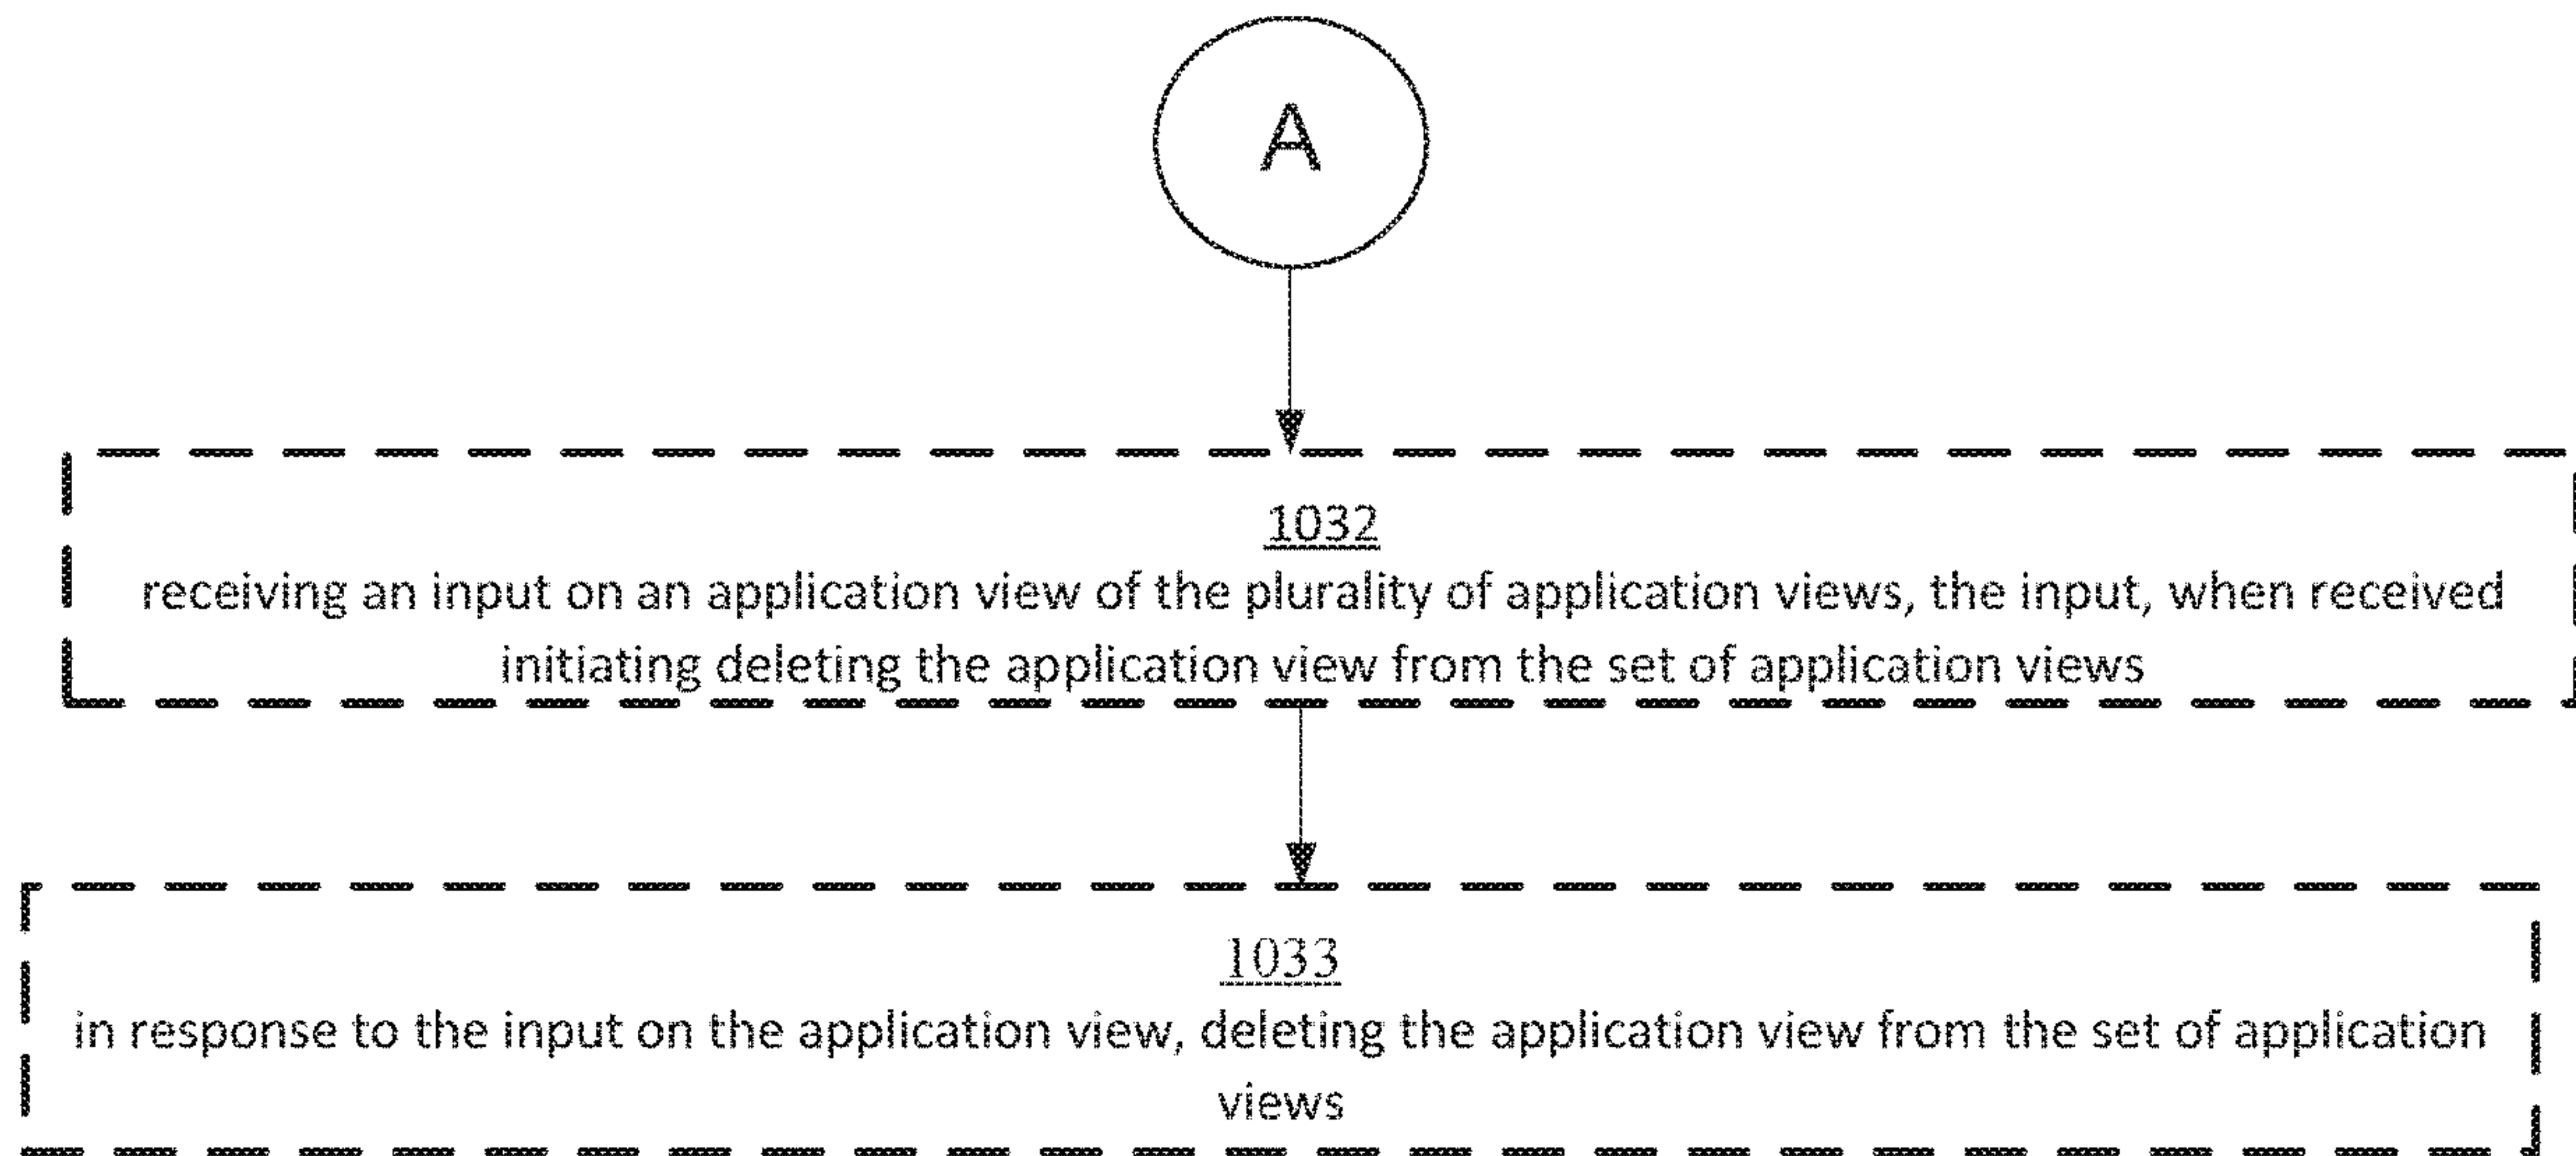 A
1032
receiving an input on an application view of the plurality of application views, the input, when received
initiating deleting the application view from the set of application views
1033
in response to the input on the application view, deleting the application view from the set of application
views